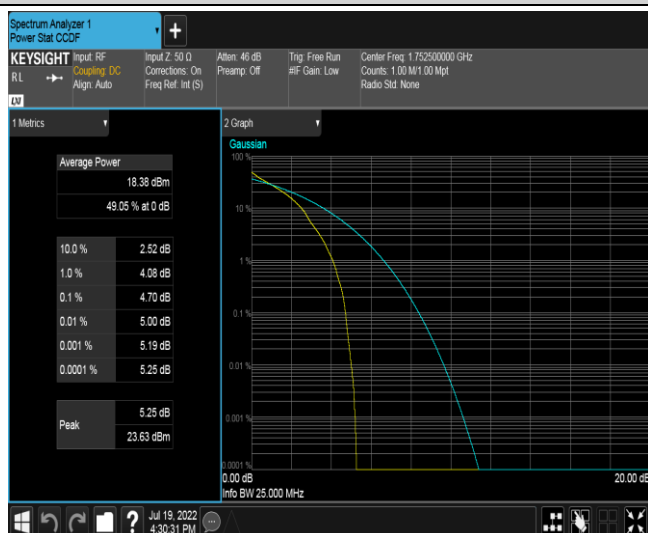 Spectrum Analyzer 1
Power Stat CCDF
KEYSIGHT
RL
LXI
Input: RF
Coupling: DC
Align: Auto
Input Z: 50 Ω
Corrections: On
Freq Ref: Int (S)
Atten: 46 dB
Preamp: Off
Trig: Free Run
#IF Gain: Low
Center Freq: 1.752500000 GHz
Counts: 1.00 M/1.00 Mpt
Radio Std: None
1 Metrics
Average Power
18.38 dBm
49.05 % at 0 dB
10.0 % 2.52 dB
1.0 % 4.08 dB
0.1 % 4.70 dB
0.01 % 5.00 dB
0.001 % 5.19 dB
0.0001 % 5.25 dB
Peak
5.25 dB
23.63 dBm
2 Graph
Gaussian
100 %
10 %
1 %
0.1 %
0.01 %
0.001 %
0.0001 %
0.00 dB
20.00 dB
Info BW 25.000 MHz
Jul 19, 2022
4:30:31 PM